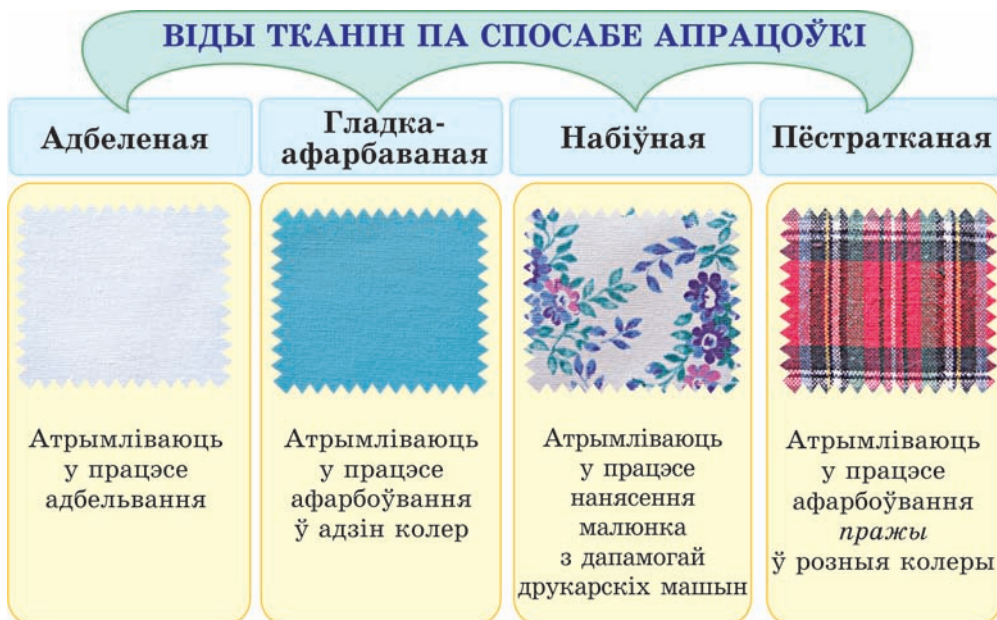 ВІДЫ ТКАНІН ПА СПОСАБЕ АПРАЦОЎКІ
Адбеленая
Гладка-
афарбаваная
Набіўная
Пёстратканая
Атрымліваюць
у працэсе
адбельвання
Атрымліваюць
у працэсе
афарбоўвання
ў адзін колер
Атрымліваюць
у працэсе
нанясення
малюнка
з дапамогай
друкарскіх машын
Атрымліваюць
у працэсе
афарбоўвання
пражы
ў розныя колеры